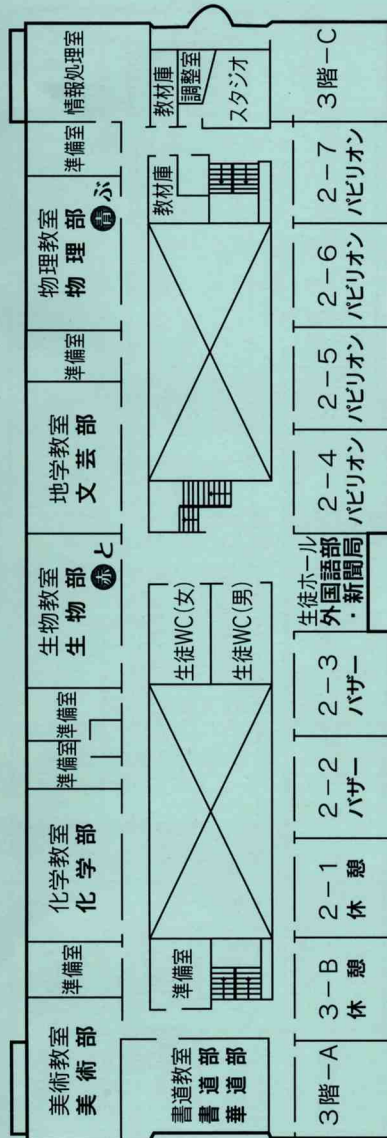 情報処理室
準備室
物理教室
物理部
青ぶ
準備室
地学教室
文芸部
生物教室
生物部
赤と
準備室
準備室
化学教室
化学部
準備室
美術教室
美術部
教材庫
調整室
スタジオ
教材庫
生徒WC(女)
生徒WC(男)
準備室
書道教室
書道部
華道部
3階-C
2-7
パビリオン
2-6
パビリオン
2-5
パビリオン
2-4
パビリオン
生徒ホール
外国語部
・新聞局
2-3
バザー
2-2
バザー
2-1
休憩
3-B
休憩
3階-A